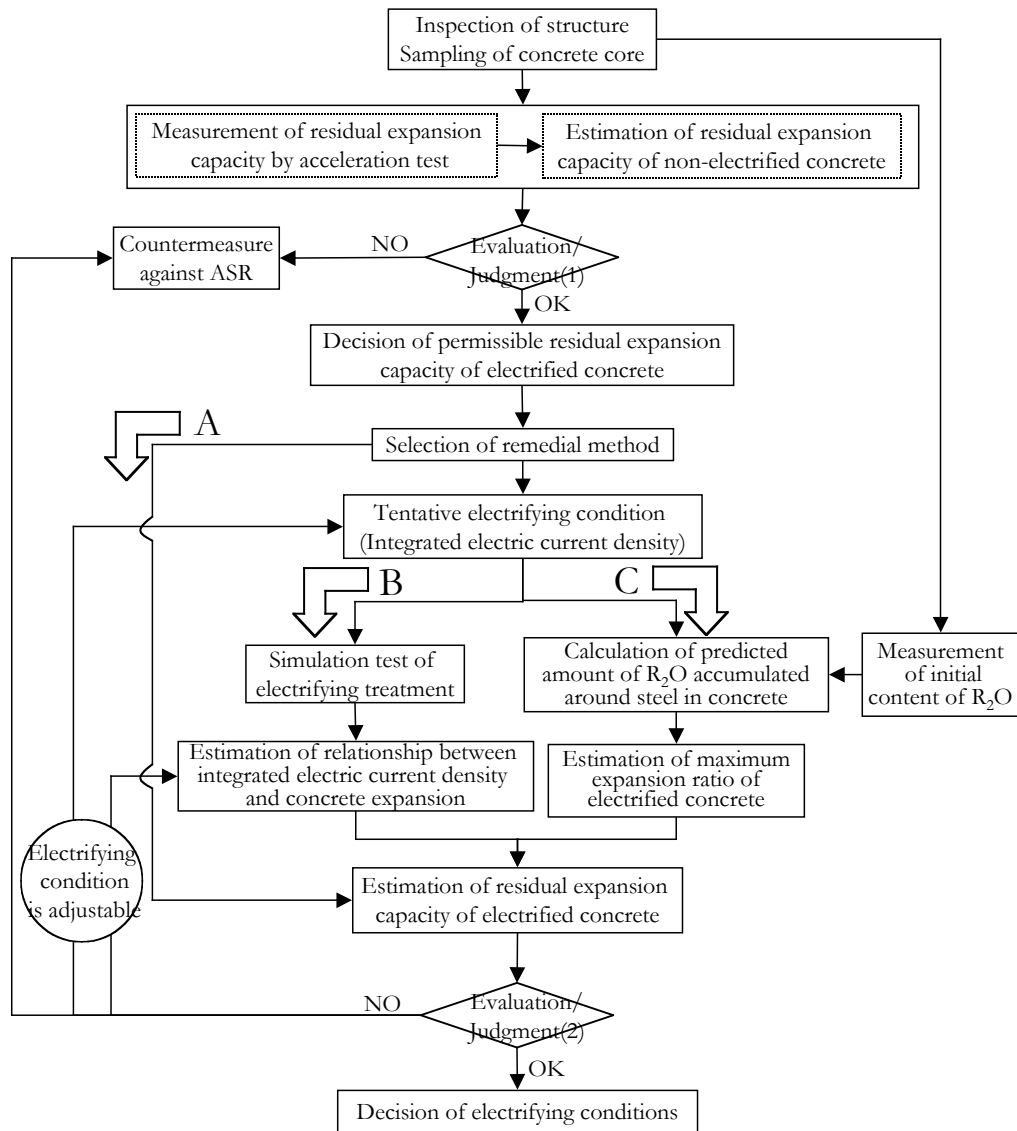 Inspection of structure
Sampling of concrete core
Measurement of residual expansion
capacity by acceleration test
Estimation of residual expansion
capacity of non-electrified concrete
Countermeasure
against ASR
NO
Evaluation/
Judgment(1)
OK
Decision of permissible residual expansion
capacity of electrified concrete
A
Selection of remedial method
Tentative electrifying condition
(Integrated electric current density)
B
C
Simulation test of
electrifying treatment
Calculation of predicted
amount of R₂O accumulated
around steel in concrete
Measurement
of initial
content of R₂O
Estimation of relationship between
integrated electric current density
and concrete expansion
Estimation of maximum
expansion ratio of
electrified concrete
Electrifying
condition
is adjustable
Estimation of residual expansion
capacity of electrified concrete
NO
Evaluation/
Judgment(2)
OK
Decision of electrifying conditions